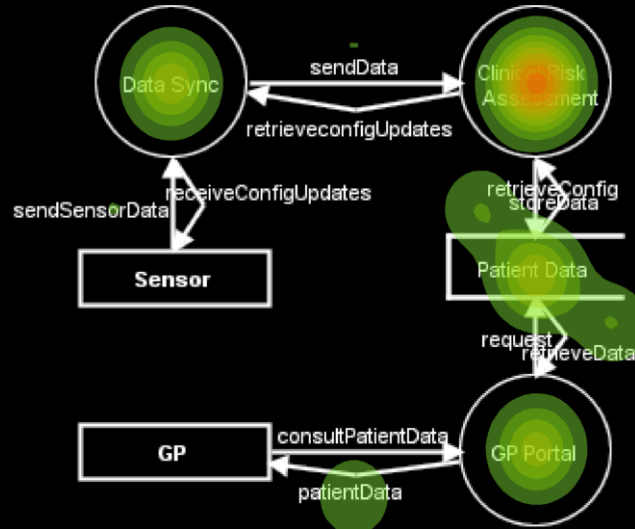 sendData
Data Sync
Clinical Risk
Assessment
retrieveconfigUpdates
receiveConfigUpdates
retrieveConfig
storeData
sendSensorData
Sensor
Patient Data
request
retrieveData
consultPatientData
GP
GP Portal
patientData